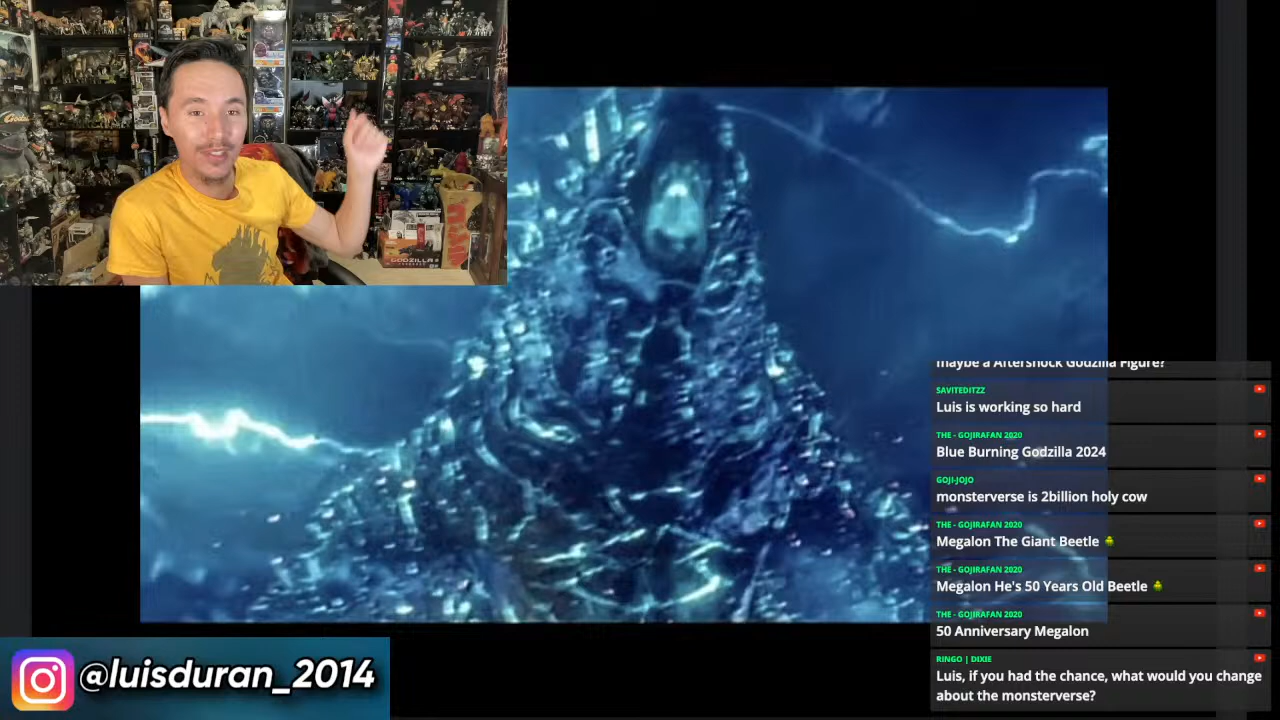 GODZILLA
maybe a Aftershock Godzilla Figure?
SAVITEDITZZ
Luis is working so hard
THE - GOJIRAFAN 2020
Blue Burning Godzilla 2024
GOJI-JOJO
monsterverse is 2billion holy cow
THE - GOJIRAFAN 2020
Megalon The Giant Beetle
THE - GOJIRAFAN 2020
Megalon He's 50 Years Old Beetle
THE - GOJIRAFAN 2020
50 Anniversary Megalon
RINGO | DIXIE
Luis, if you had the chance, what would you change
about the monsterverse?
@luisduran_2014